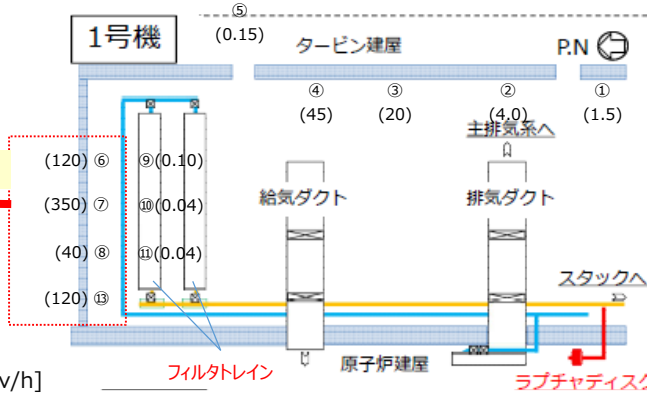 ⑤
1号機
(0.15)
タービン建屋
P.N
④ ③ ② ①
(45) (20) (4.0) (1.5)
主排気系へ
(120) ⑥ ⑨(0.10)
(350) ⑦ ⑩(0.04)
給気ダクト 排気ダクト
(40) ⑧ ⑪(0.04)
スタックへ
(120) ⑬
原子炉建屋
フィルタトレイン
v/h]
ラプチャディスク